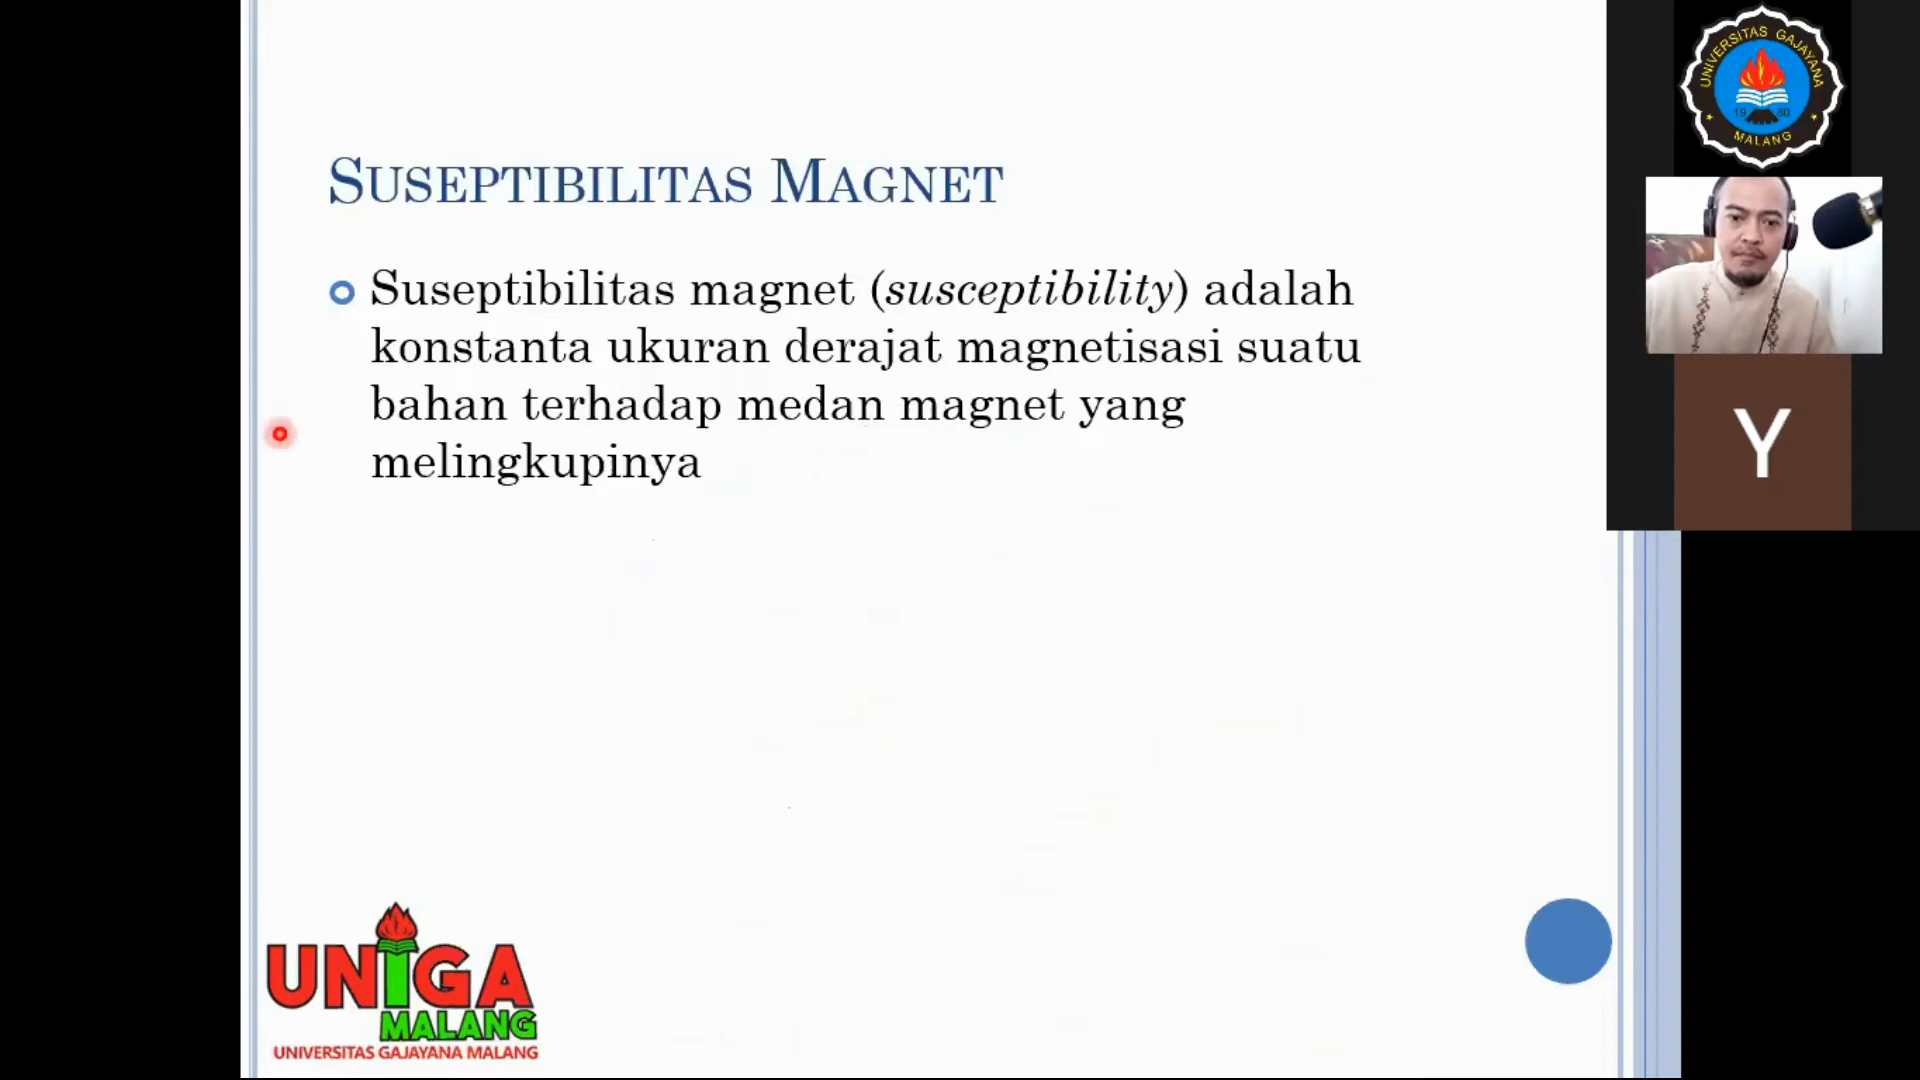 SUSEPTIBILITAS MAGNET
Suseptibilitas magnet (susceptibility) adalah
konstanta ukuran derajat magnetisasi suatu
bahan terhadap medan magnet yang
melingkupinya
UNIVERSITAS GAJAYANA
1980
MALANG
Y
UNIGA
MALANG
UNIVERSITAS GAJAYANA MALANG